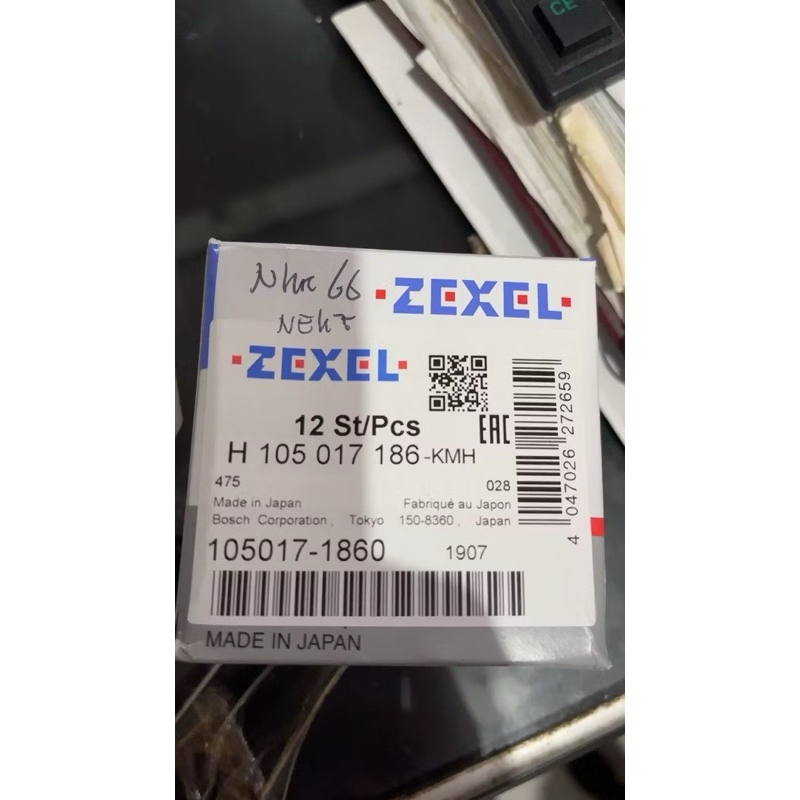 CE
Nhr 66
ZEXEL
NEh7
ZEXEL
12 St/Pcs
EAC
H 105 017 186-KMH
475
028
Made in Japan
Fabriqué au Japon
Bosch Corporation, Tokyo 150-8360, Japan
105017-1860
1907
4 047026 272659
MADE IN JAPAN